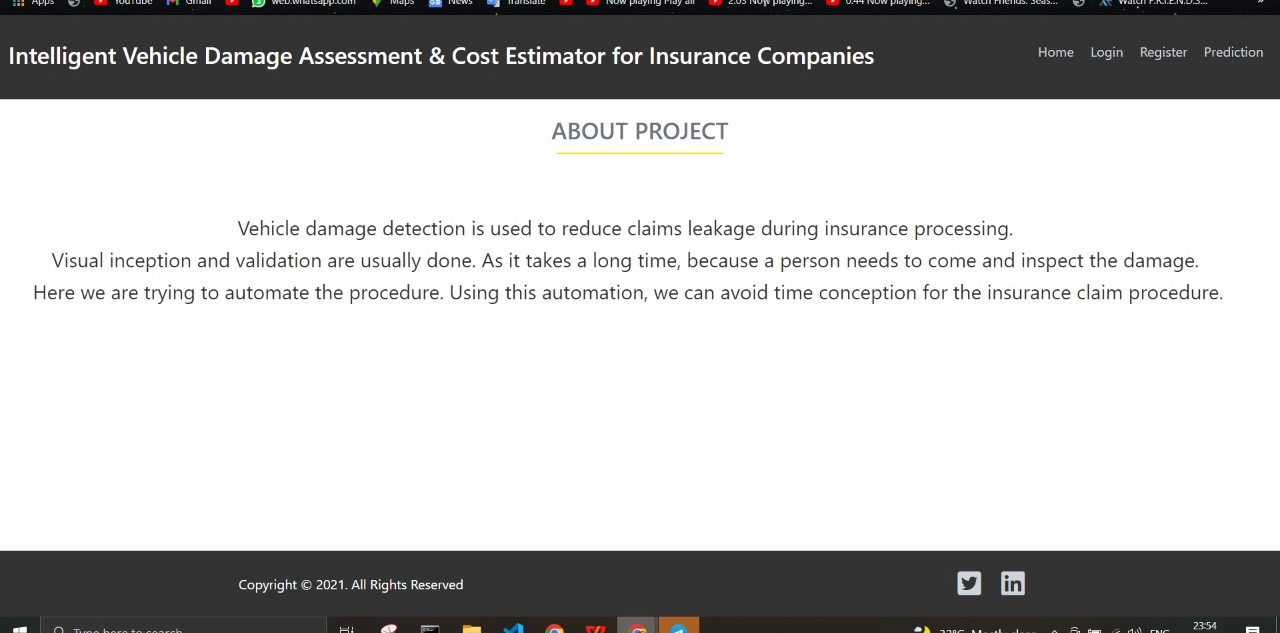 Apps YouTube Gmail web.whatsapp.com Maps News Translate Now playing Play all 2:03 Now playing... 0:44 Now playing... Watch Friends: Seas... Watch F.R.I.E.N.D.S... »
Intelligent Vehicle Damage Assessment & Cost Estimator for Insurance Companies
Home Login Register Prediction
ABOUT PROJECT
Vehicle damage detection is used to reduce claims leakage during insurance processing.
Visual inception and validation are usually done. As it takes a long time, because a person needs to come and inspect the damage.
Here we are trying to automate the procedure. Using this automation, we can avoid time conception for the insurance claim procedure.
Copyright © 2021. All Rights Reserved
in
Type here to search
Mostly clear ENG 23:54